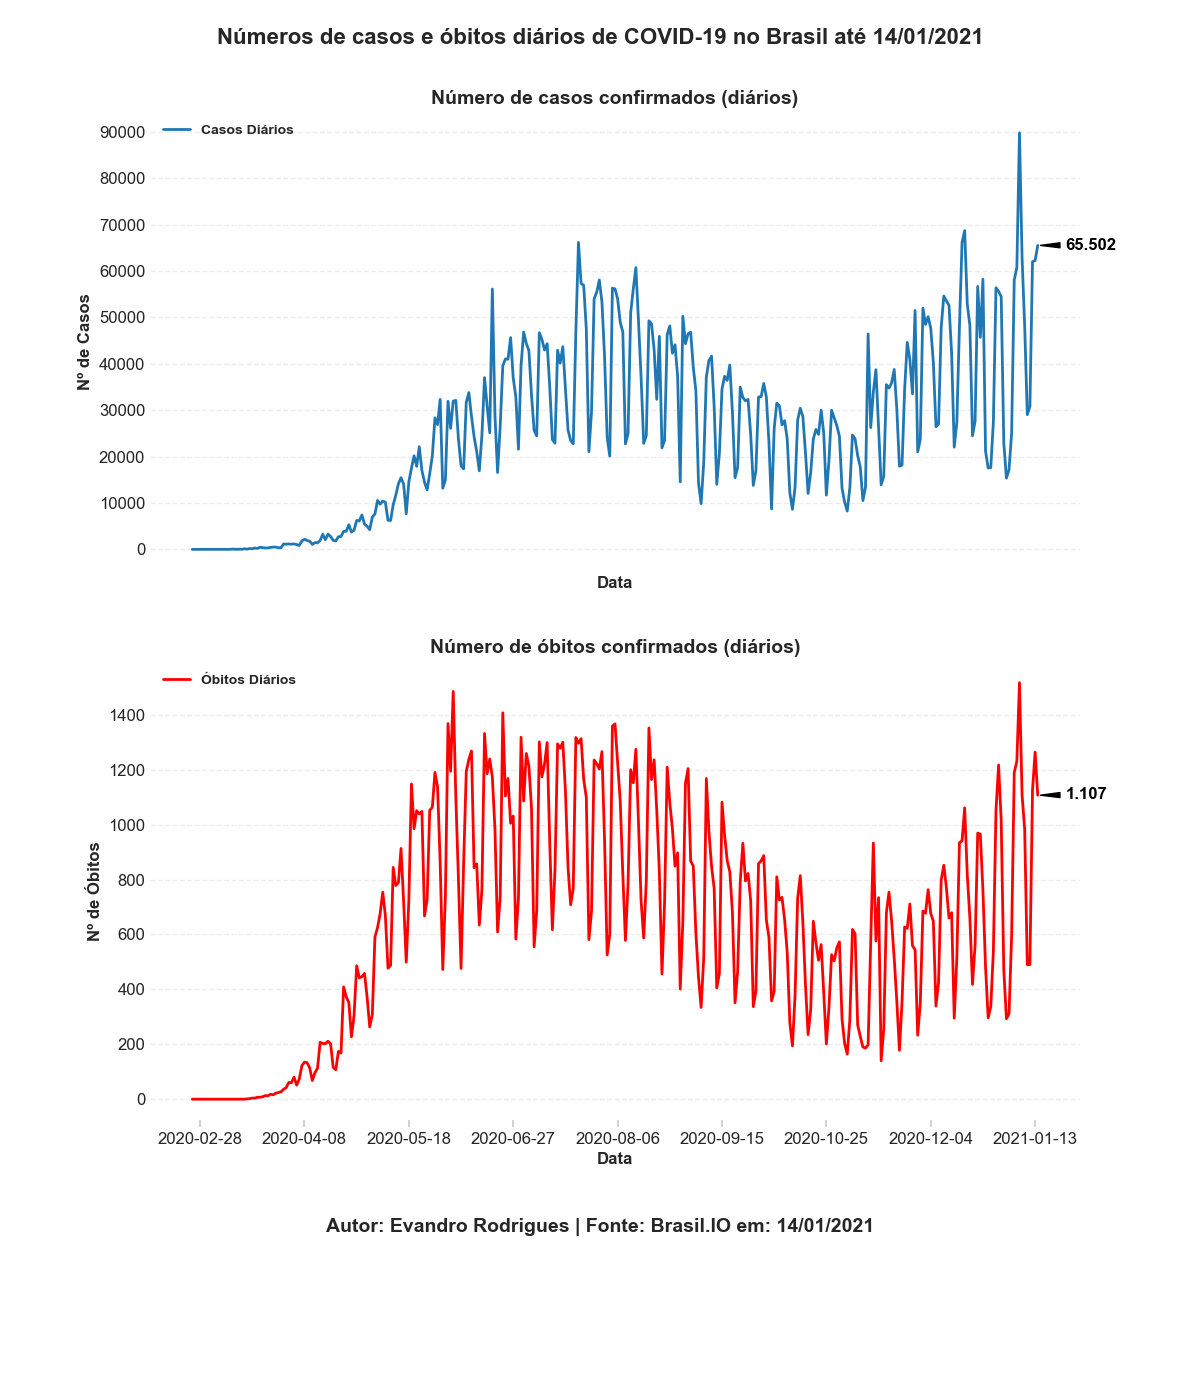 Números de casos e óbitos diários de COVID-19 no Brasil até 14/01/2021
Número de casos confirmados (diários)
Casos Diários
90000
80000
70000
60000
50000
40000
30000
20000
10000
0
Nº de Casos
65.502
Data
Número de óbitos confirmados (diários)
Óbitos Diários
1400
1200
1000
800
600
400
200
0
Nº de Óbitos
1.107
2020-02-28 2020-04-08 2020-05-18 2020-06-27 2020-08-06 2020-09-15 2020-10-25 2020-12-04 2021-01-13
Data
Autor: Evandro Rodrigues | Fonte: Brasil.IO em: 14/01/2021